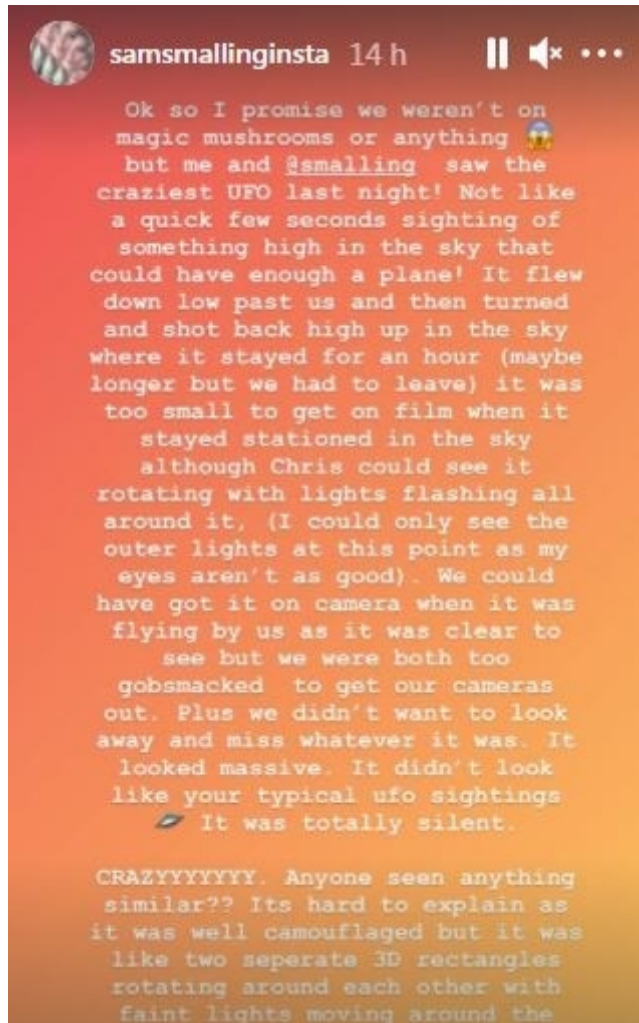 samsmallinginsta 14 h
Ok so I promise we weren't on
magic mushrooms or anything 😱
but me and @smalling saw the
craziest UFO last night! Not like
a quick few seconds sighting of
something high in the sky that
could have enough a plane! It flew
down low past us and then turned
and shot back high up in the sky
where it stayed for an hour (maybe
longer but we had to leave) it was
too small to get on film when it
stayed stationed in the sky
although Chris could see it
rotating with lights flashing all
around it, (I could only see the
outer lights at this point as my
eyes aren't as good). We could
have got it on camera when it was
flying by us as it was clear to
see but we were both too
gobsmacked to get our cameras
out. Plus we didn't want to look
away and miss whatever it was. It
looked massive. It didn't look
like your typical ufo sightings
🛸 It was totally silent.
CRAZYYYYYYY. Anyone seen anything
similar?? Its hard to explain as
it was well camouflaged but it was
like two seperate 3D rectangles
rotating around each other with
faint lights moving around the